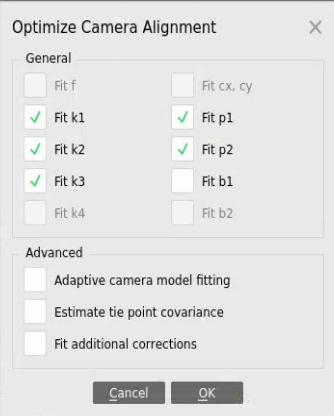 Optimize Camera Alignment
General
Fit f Fit cx, cy
Fit k1 Fit p1
Fit k2 Fit p2
Fit k3 Fit b1
Fit k4 Fit b2
Advanced
Adaptive camera model fitting
Estimate tie point covariance
Fit additional corrections
Cancel OK